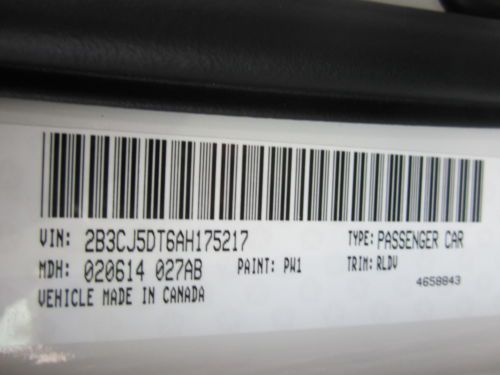 VIN: 2B3CJ5DT6AH175217 TYPE: PASSENGER CAR
MDH: 020614 027AB PAINT: PW1 TRIM: RLDV
4658843
VEHICLE MADE IN CANADA